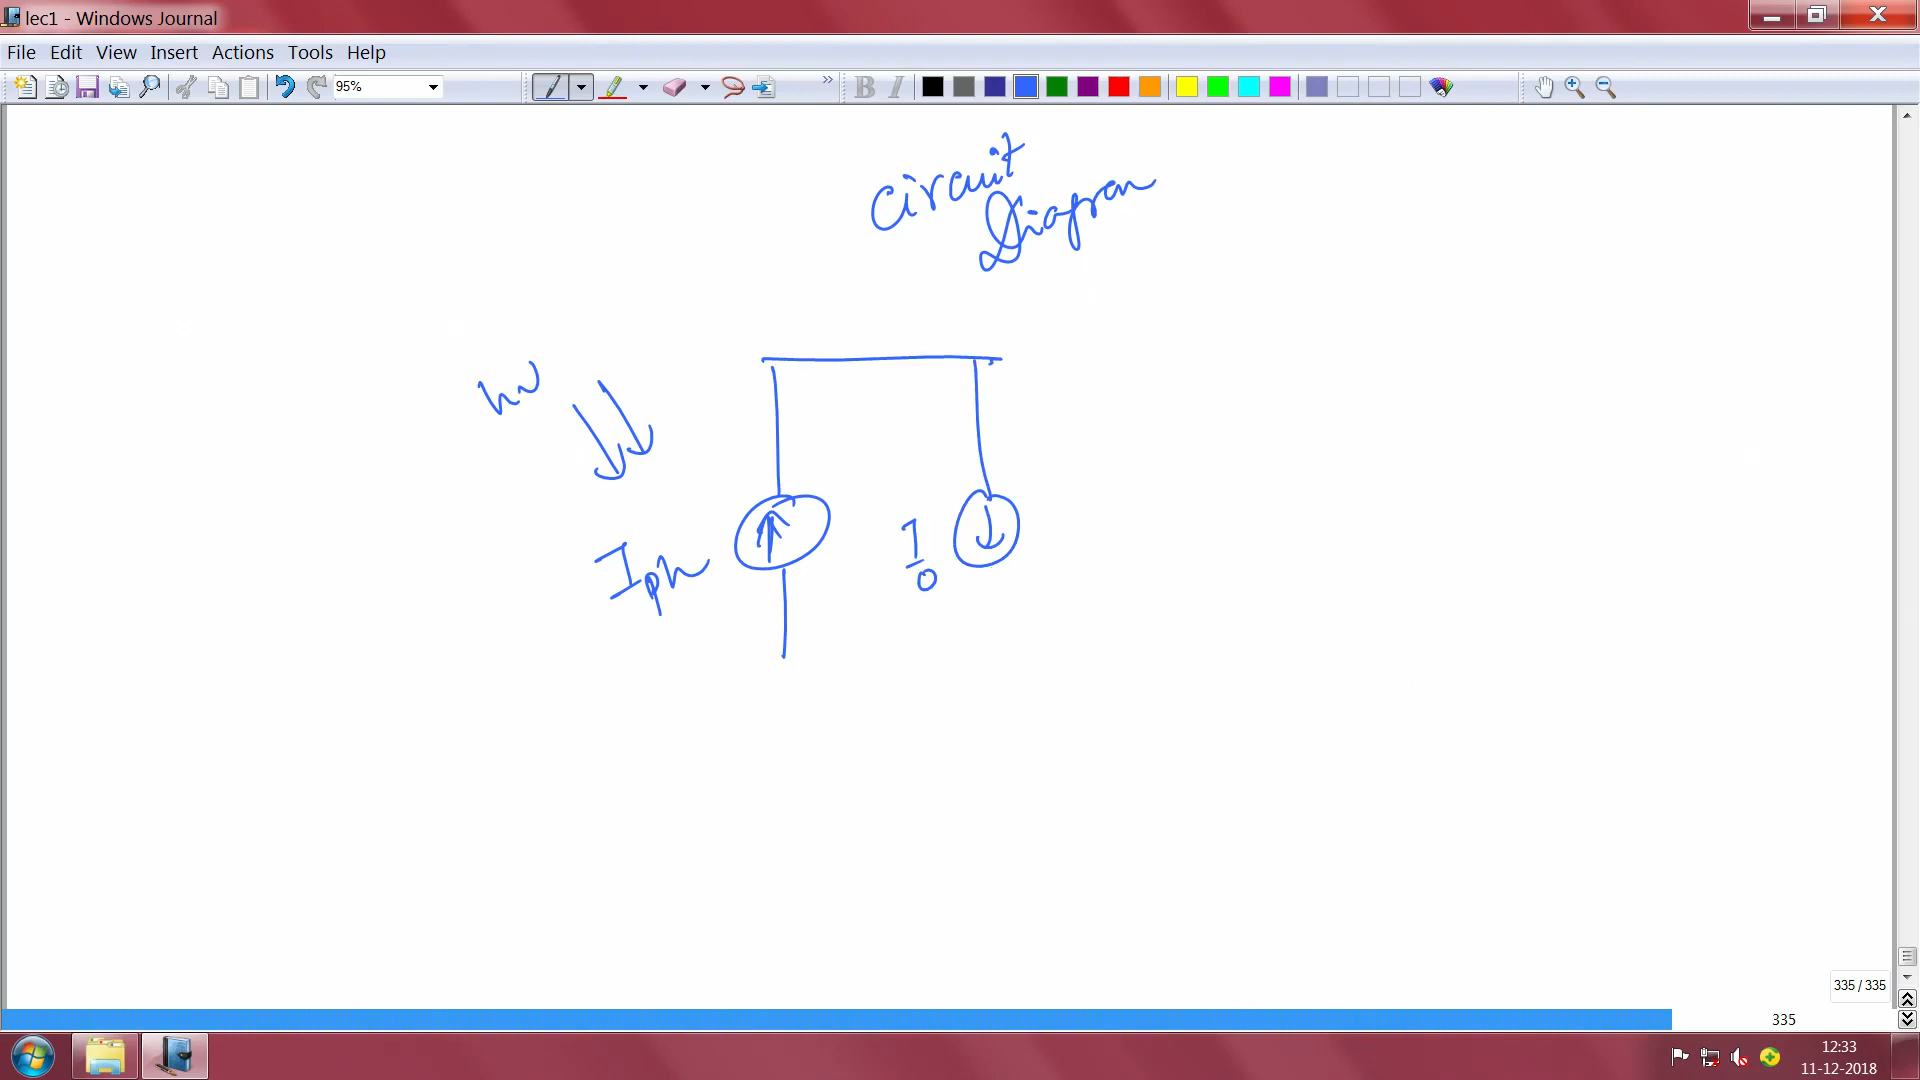 lec1 - Windows Journal
File Edit View Insert Actions Tools Help
95%
Circuit
Diagram
hν
Iph
I0
335 / 335
335
12:33
11-12-2018